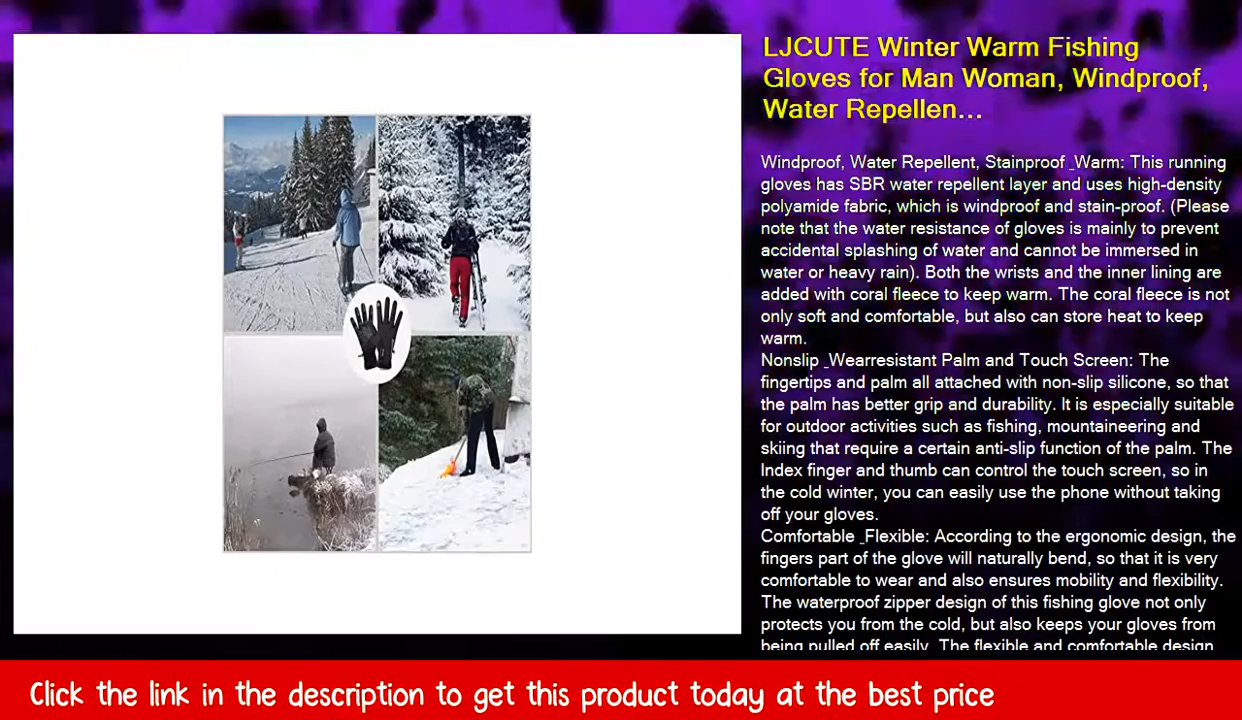 LJCUTE Winter Warm Fishing
Gloves for Man Woman, Windproof,
Water Repellen...
Windproof, Water Repellent, Stainproof _Warm: This running
gloves has SBR water repellent layer and uses high-density
polyamide fabric, which is windproof and stain-proof. (Please
note that the water resistance of gloves is mainly to prevent
accidental splashing of water and cannot be immersed in
water or heavy rain). Both the wrists and the inner lining are
added with coral fleece to keep warm. The coral fleece is not
only soft and comfortable, but also can store heat to keep
warm.
Nonslip _Wearresistant Palm and Touch Screen: The
fingertips and palm all attached with non-slip silicone, so that
the palm has better grip and durability. It is especially suitable
for outdoor activities such as fishing, mountaineering and
skiing that require a certain anti-slip function of the palm. The
Index finger and thumb can control the touch screen, so in
the cold winter, you can easily use the phone without taking
off your gloves.
Comfortable _Flexible: According to the ergonomic design, the
fingers part of the glove will naturally bend, so that it is very
comfortable to wear and also ensures mobility and flexibility.
The waterproof zipper design of this fishing glove not only
protects you from the cold, but also keeps your gloves from
being pulled off easily. The flexible and comfortable design
Click the link in the description to get this product today at the best price